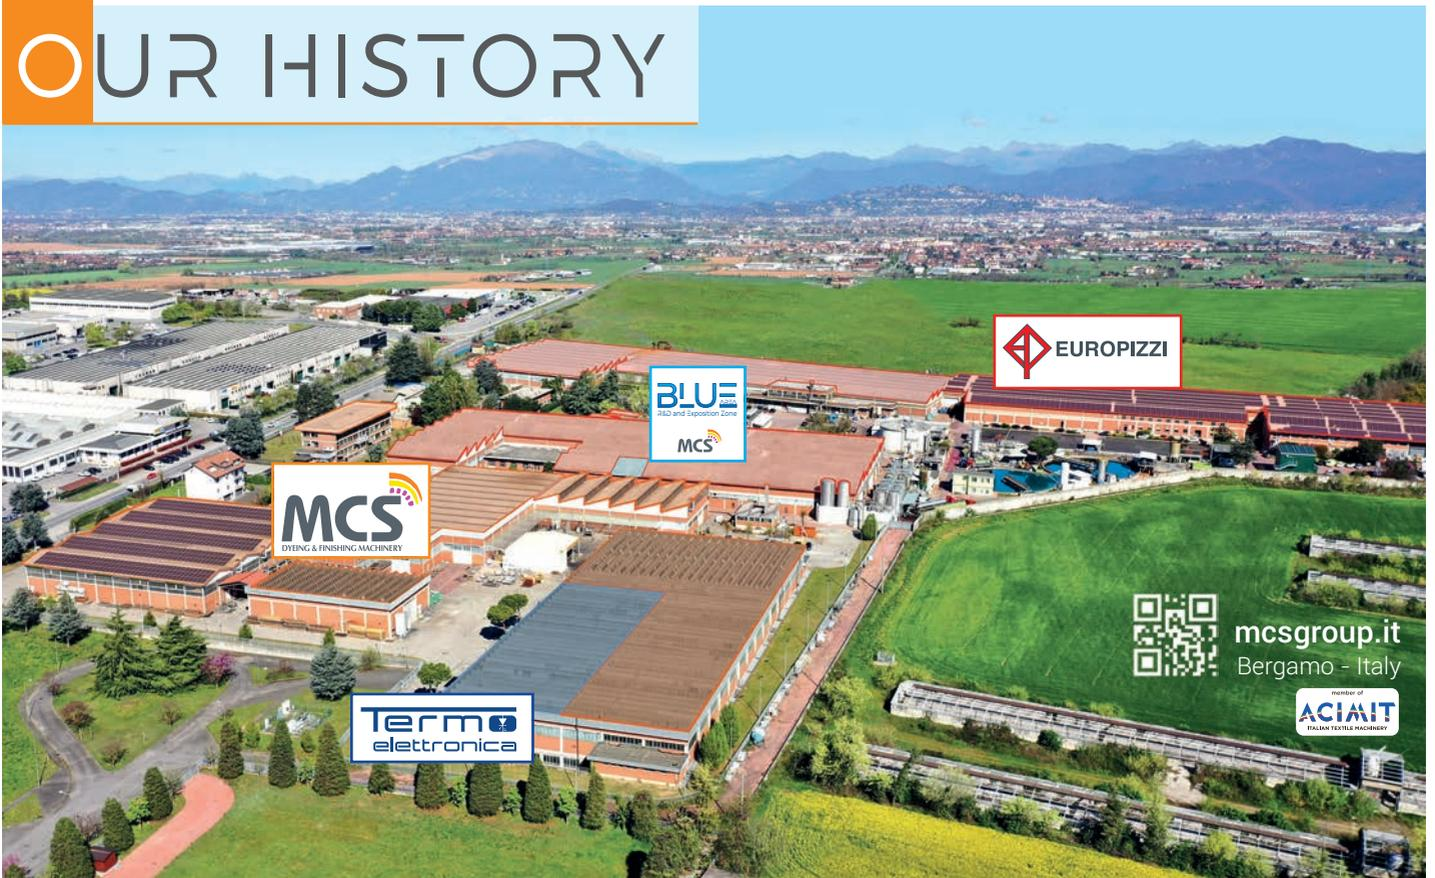 OUR HISTORY
EUROPIZZI
BLUE
AREA
R&D and Exposition Zone
MCS
MCS
DYEING & FINISHING MACHINERY
mcsgroup.it
Bergamo - Italy
member of
ACIMIT
ITALIAN TEXTILE MACHINERY
Termo
elettronica